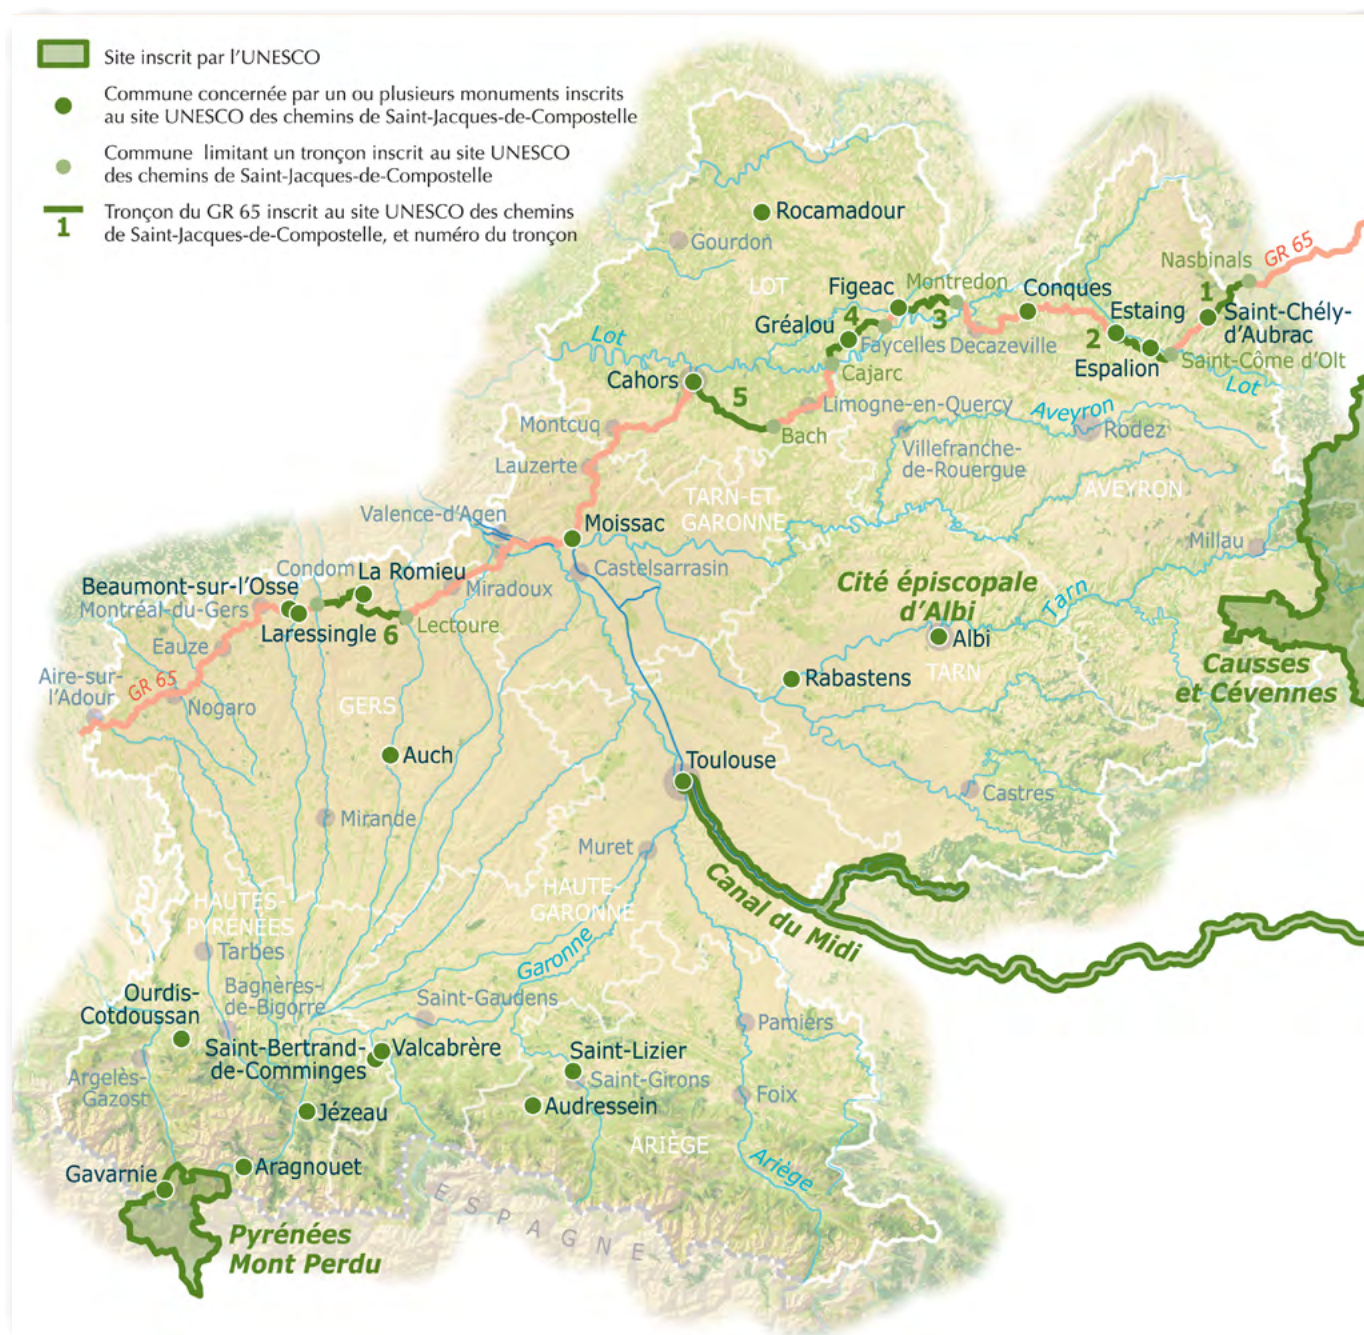 Site inscrit par l'UNESCO
Commune concernée par un ou plusieurs monuments inscrits
au site UNESCO des chemins de Saint-Jacques-de-Compostelle
Commune limitant un tronçon inscrit au site UNESCO
des chemins de Saint-Jacques-de-Compostelle
1
Tronçon du GR 65 inscrit au site UNESCO des chemins
de Saint-Jacques-de-Compostelle, et numéro du tronçon
Rocamadour
Gourdon
GR 65
Nasbinals
LOT
Figeac
Montredon
Conques
1
Estaing
Saint-Chély-
d'Aubrac
Gréalou
4
3
2
Lot
Faycelles
Decazeville
Espalion
Saint-Côme d'Olt
Cahors
Cajarc
Lot
5
Limogne-en-Quercy
Aveyron
Montcuq
Bach
Villefranche-
de-Rouergue
Rodez
Lauzerte
TARN-ET-
GARONNE
AVEYRON
Valence-d'Agen
Moissac
Millau
Condom
La Romieu
Castelsarrasin
Cité épiscopale
d'Albi
Beaumont-sur-l'Osse
Montréal-du-Gers
Miradoux
Tarn
Laressingle
6
Lectoure
Albi
Eauze
TARN
Causses
et Cévennes
Aire-sur-
l'Adour
GR 65
Rabastens
Nogaro
GERS
Auch
Toulouse
Castres
Mirande
Muret
Canal du Midi
HAUTES-
PYRÉNÉES
HAUTE-
GARONNE
Tarbes
Garonne
Ourdis-
Cotdoussan
Bagnères-
de-Bigorre
Saint-Gaudens
Pamiers
Saint-Bertrand-
de-Comminges
Valcabrère
Saint-Lizier
Argelès-
Gazost
Saint-Girons
Foix
Jézeau
Audressein
ARIÈGE
Gavarnie
Aragnouet
Ariège
ESPAGNE
Pyrénées
Mont Perdu